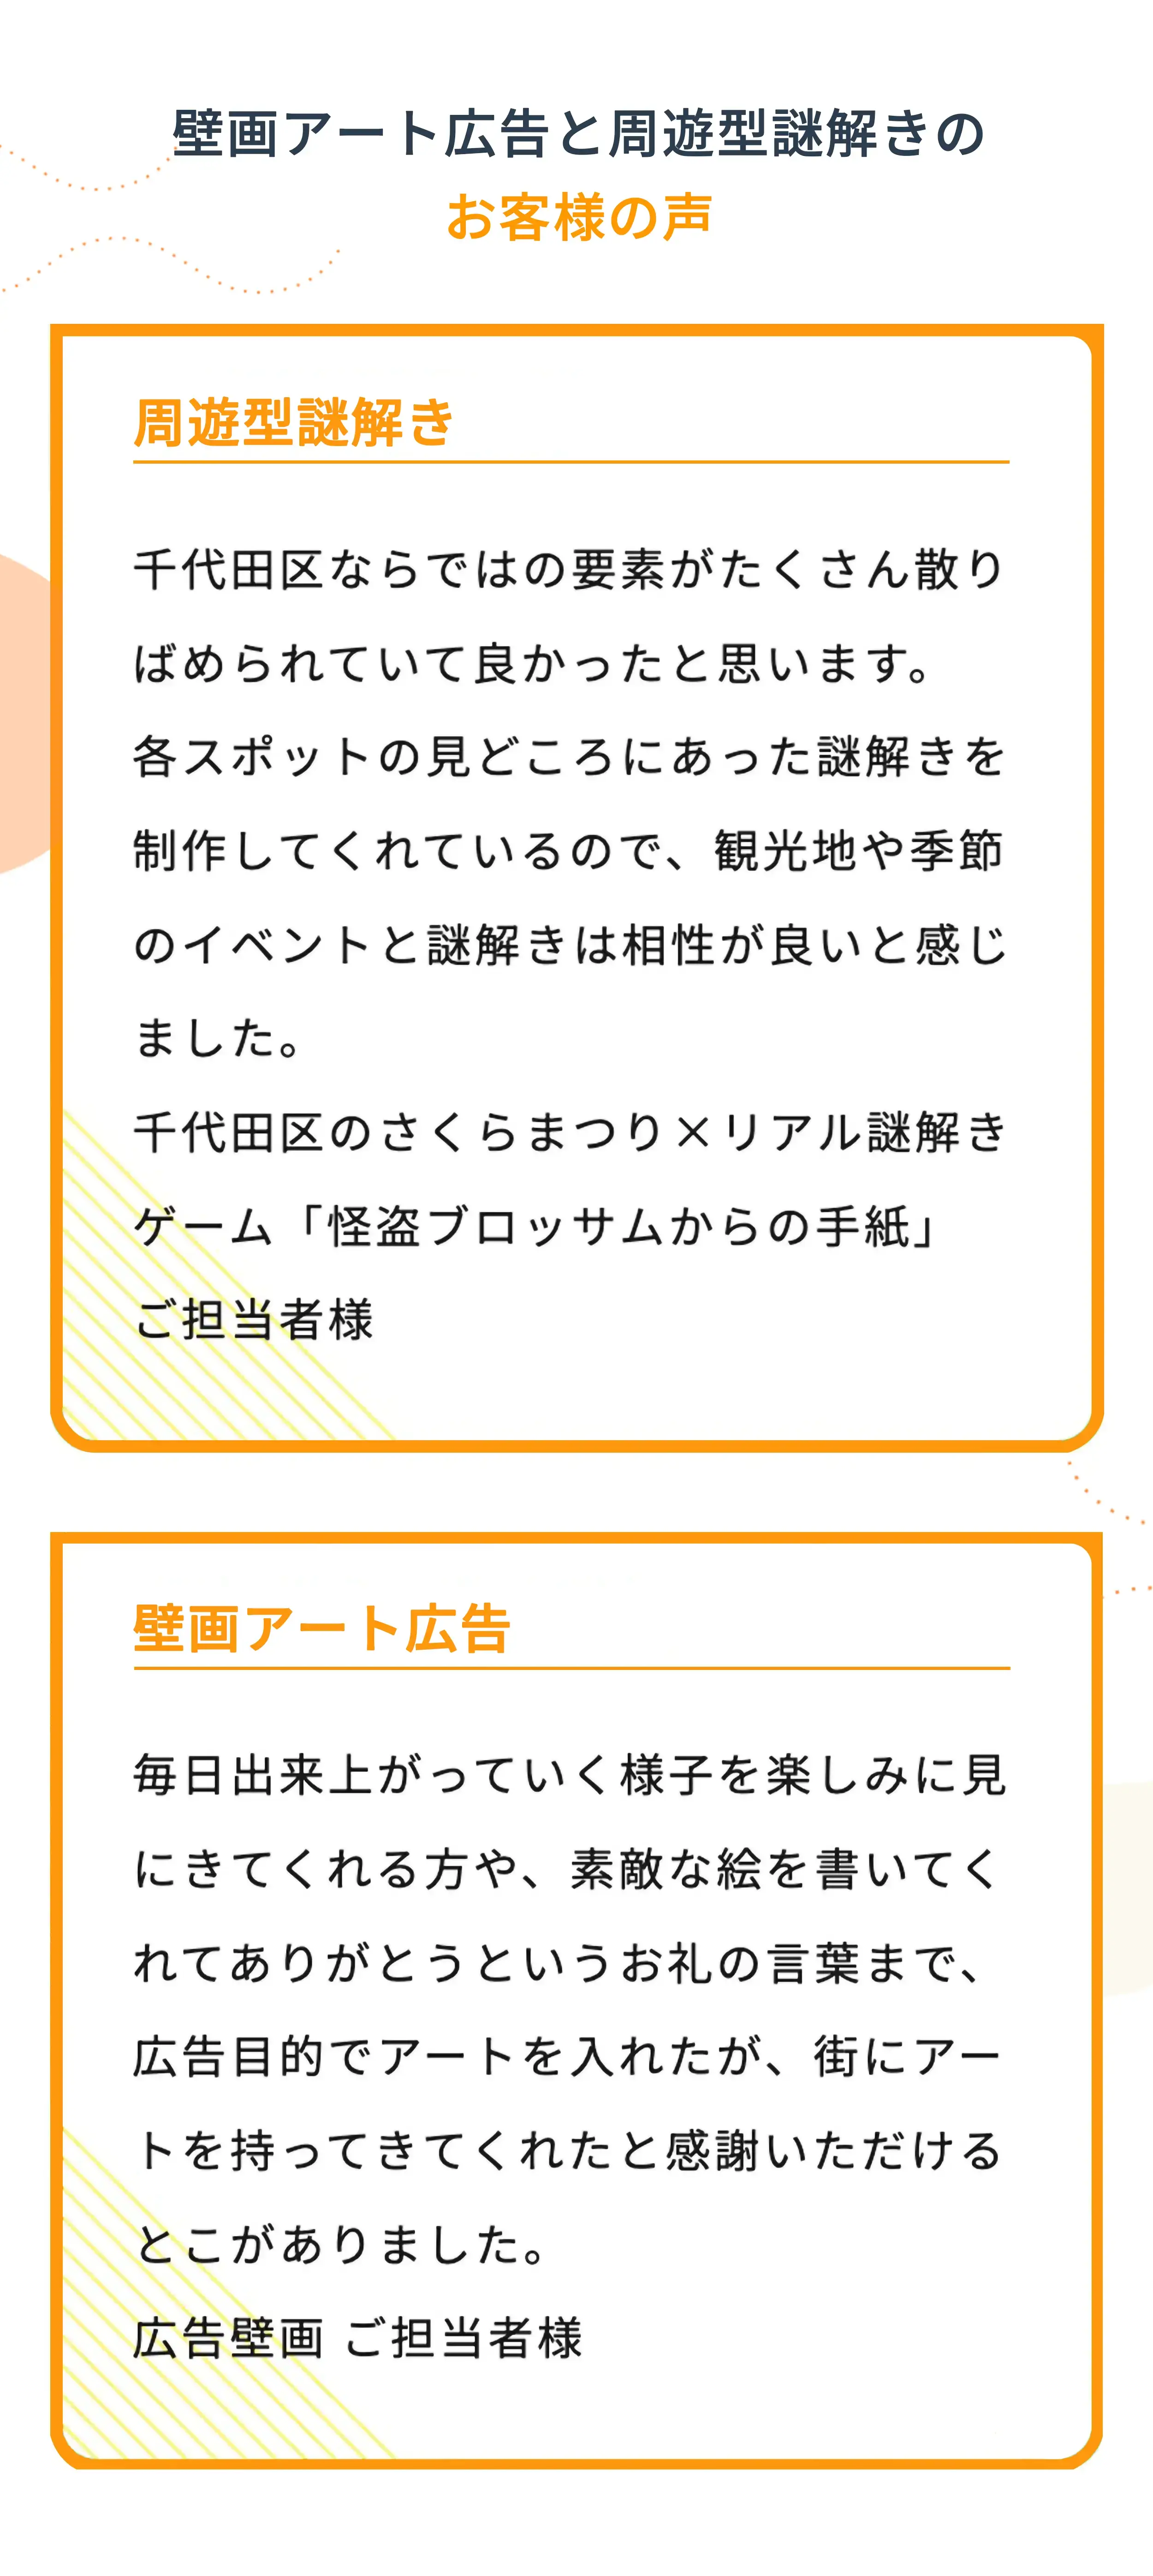 壁画アート広告と周遊型謎解きの
お客様の声
周遊型謎解き
千代田区ならではの要素がたくさん散り
ばめられていて良かったと思います。
各スポットの見どころにあった謎解きを
制作してくれているので、観光地や季節
のイベントと謎解きは相性が良いと感じ
ました。
千代田区のさくらまつり×リアル謎解き
ゲーム「怪盗ブロッサムからの手紙」
ご担当者様
壁画アート広告
毎日出来上がっていく様子を楽しみに見
にきてくれる方や、素敵な絵を書いてく
れてありがとうというお礼の言葉まで、
広告目的でアートを入れたが、街にアー
トを持ってきてくれたと感謝いただける
とこがありました。
広告壁画 ご担当者様